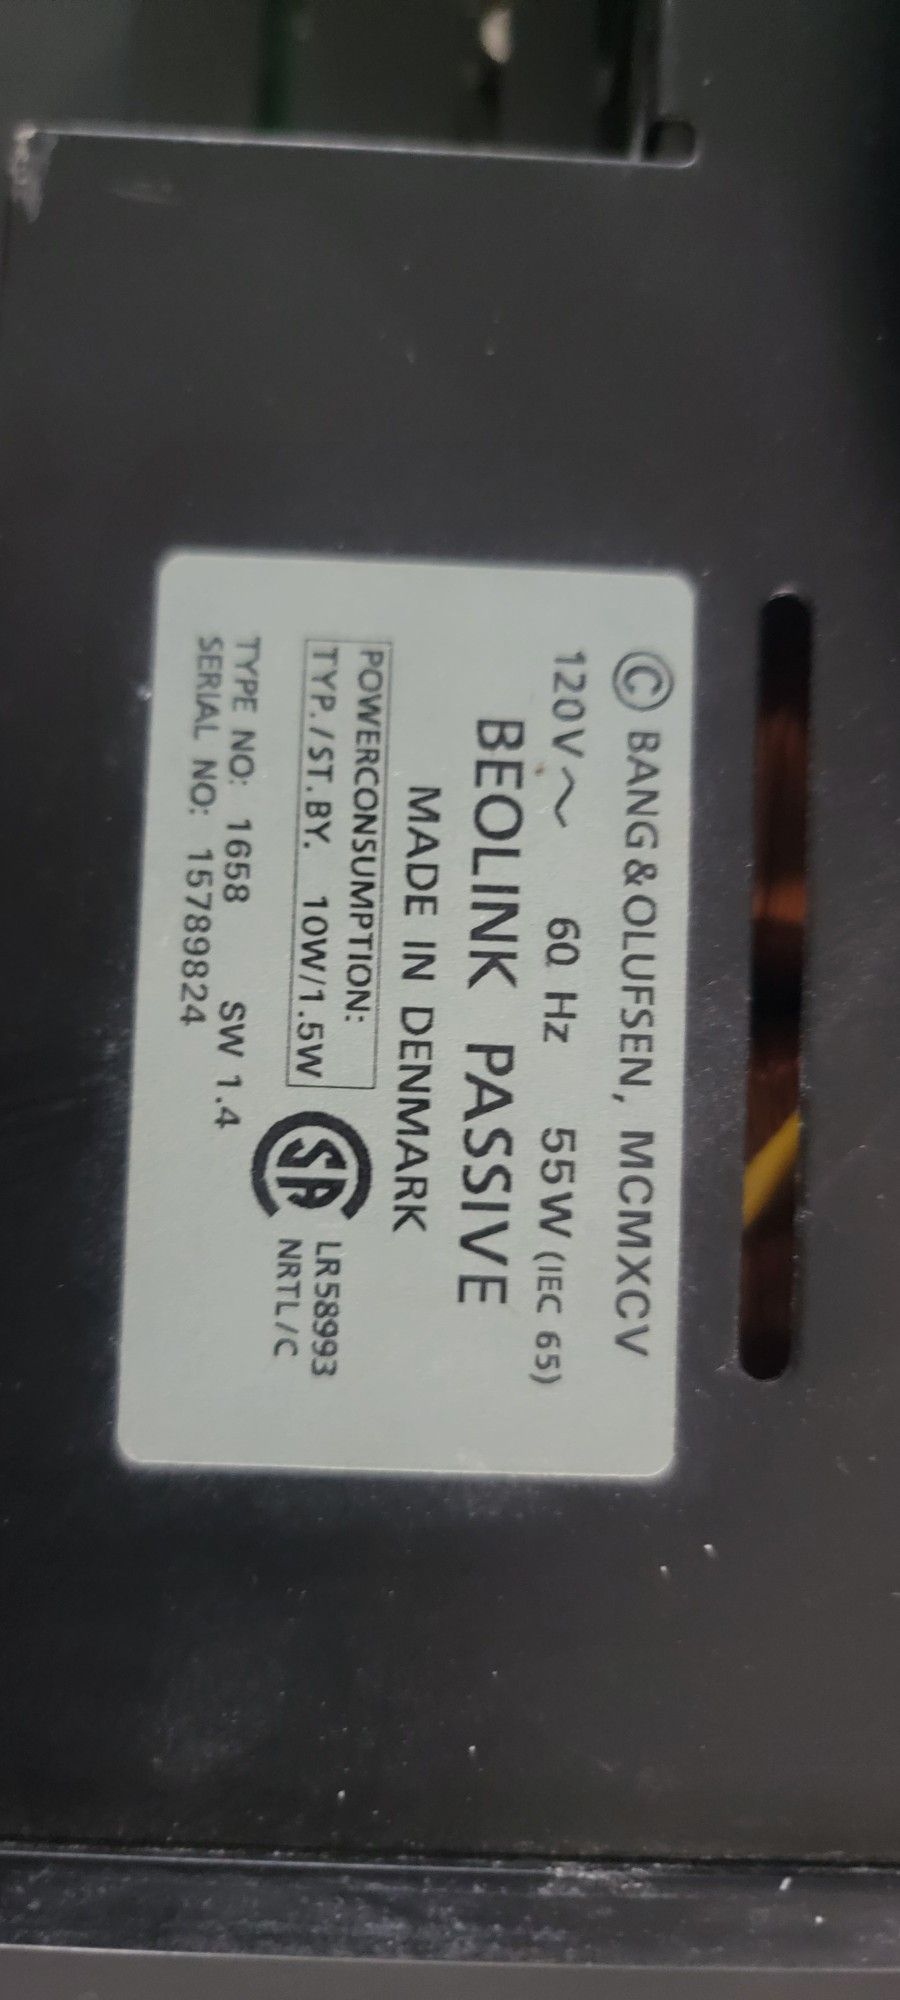 © BANG & OLUFSEN, MCMXCV
120V ~ 60 Hz 55W (IEC 65)
BEOLINK PASSIVE
MADE IN DENMARK
POWERCONSUMPTION:
TYP./ST.BY. 10W/1.5W
SA LR58993
NRTL/C
TYPE NO: 1658 SW 1.4
SERIAL NO: 15789824